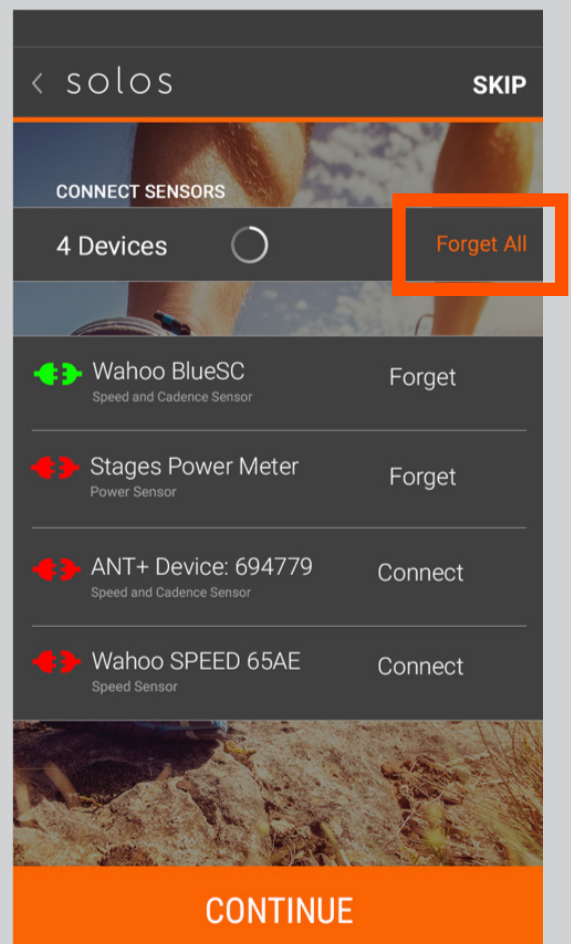 solos
SKIP
CONNECT SENSORS
4 Devices
Forget All
Wahoo BlueSC
Forget
Speed and Cadence Sensor
Stages Power Meter
Forget
Power Sensor
ANT+ Device: 694779
Connect
Speed and Cadence Sensor
Wahoo SPEED 65AE
Connect
Speed Sensor
CONTINUE